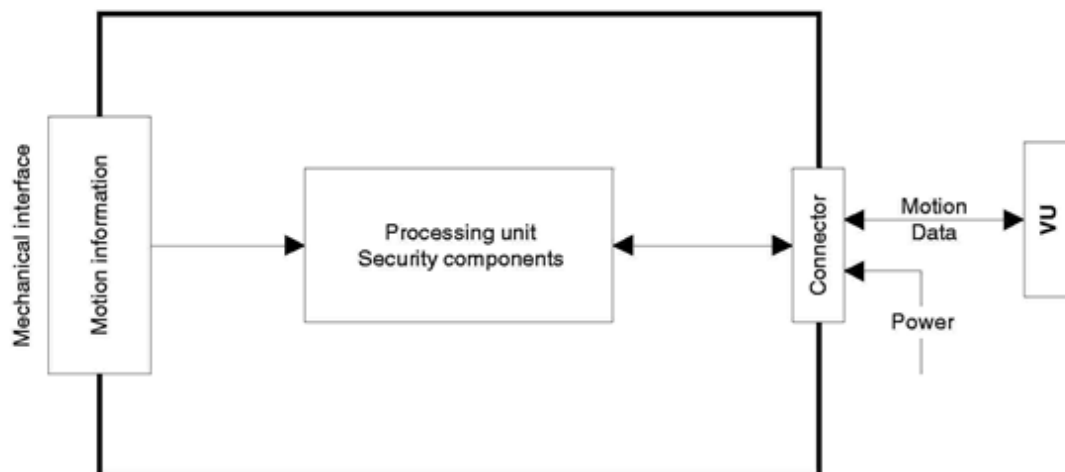 Mechanical interface
Motion information
Processing unit
Security components
Connector
Motion
Data
Power
VU